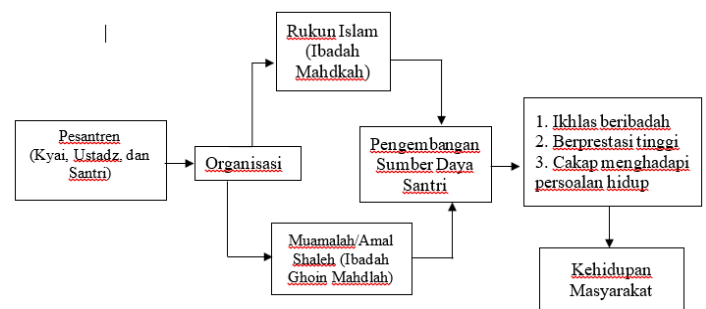 Pesantren
(Kyai, Ustadz, dan
Santri)
Organisasi
Rukun Islam
(Ibadah
Mahdkah)
Muamalah/Amal
Shaleh (Ibadah
Ghoin Mahdlah)
Pengembangan
Sumber Daya
Santri
1. Ikhlas beribadah
2. Berprestasi tinggi
3. Cakap menghadapi
persoalan hidup
Kehidupan
Masyarakat